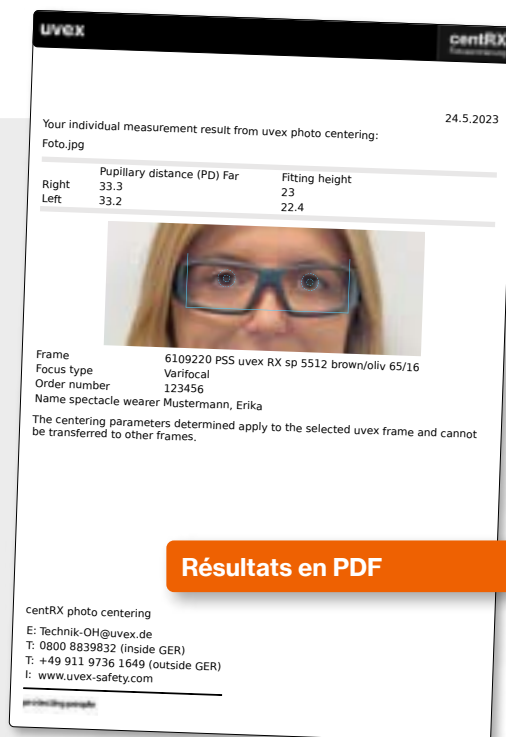 uvex
centRX
24.5.2023
Your individual measurement result from uvex photo centering:
Foto.jpg
Pupillary distance (PD) Far Fitting height
Right 33.3 23
Left 33.2 22.4
Frame 6109220 PSS uvex RX sp 5512 brown/oliv 65/16
Focus type Varifocal
Order number 123456
Name spectacle wearer Mustermann, Erika
The centering parameters determined apply to the selected uvex frame and cannot
be transferred to other frames.
Résultats en PDF
centRX photo centering
E: Technik-OH@uvex.de
T: 0800 8839832 (inside GER)
T: +49 911 9736 1649 (outside GER)
I: www.uvex-safety.com
protecting people